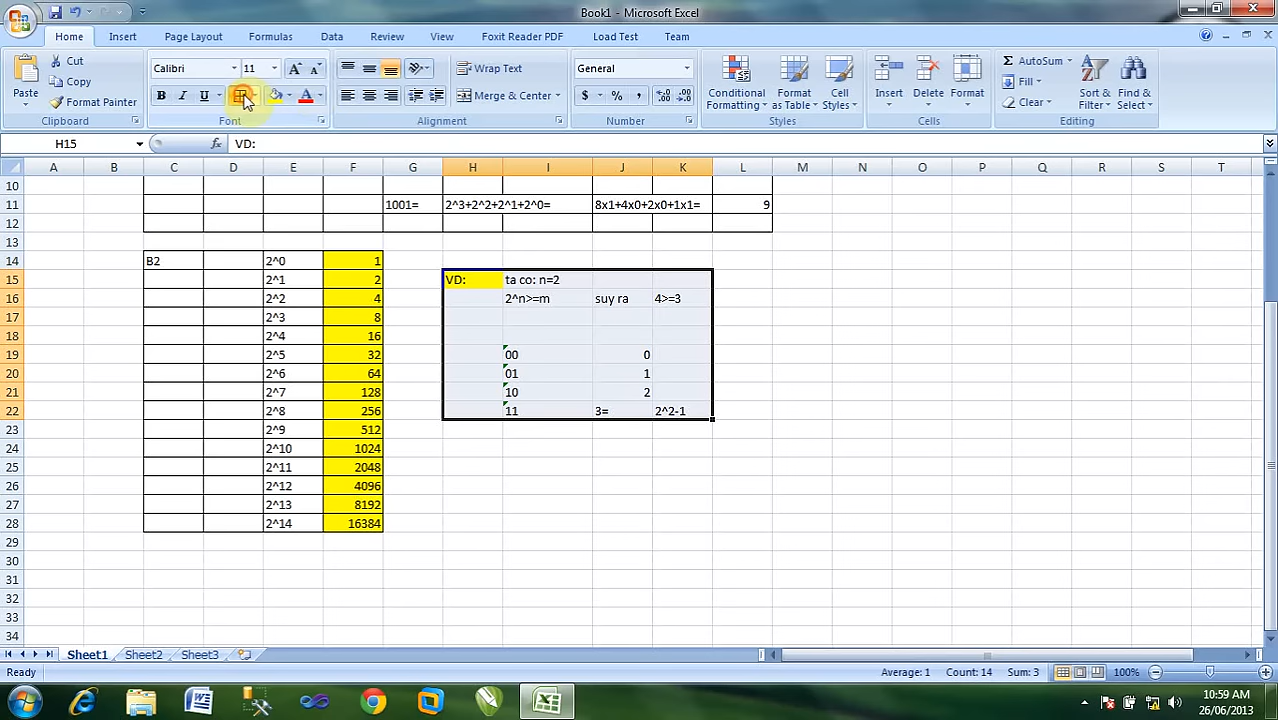 Book1 - Microsoft Excel
Home Insert Page Layout Formulas Data Review View Foxit Reader PDF Load Test Team
Paste Cut Copy Format Painter Clipboard
Calibri 11 A A B I U A Font
Wrap Text Merge & Center Alignment
General $ % , Number
Conditional Formatting Format as Table Cell Styles Styles
Insert Delete Format Cells
Σ AutoSum Fill Clear Sort & Filter Find & Select Editing
H15 fx VD:
A B C D E F G H I J K L M N O P Q R S T
10
11 1001= 2^3+2^2+2^1+2^0= 8x1+4x0+2x0+1x1= 9
12
13
14 B2 2^0 1
15 2^1 2 VD: ta co: n=2
16 2^2 4 2^n>=m suy ra 4>=3
17 2^3 8
18 2^4 16
19 2^5 32 00 0
20 2^6 64 01 1
21 2^7 128 10 2
22 2^8 256 11 3= 2^2-1
23 2^9 512
24 2^10 1024
25 2^11 2048
26 2^12 4096
27 2^13 8192
28 2^14 16384
29
30
31
32
33
34
Sheet1 Sheet2 Sheet3
Ready Average: 1 Count: 14 Sum: 3 100%
10:59 AM
26/06/2013